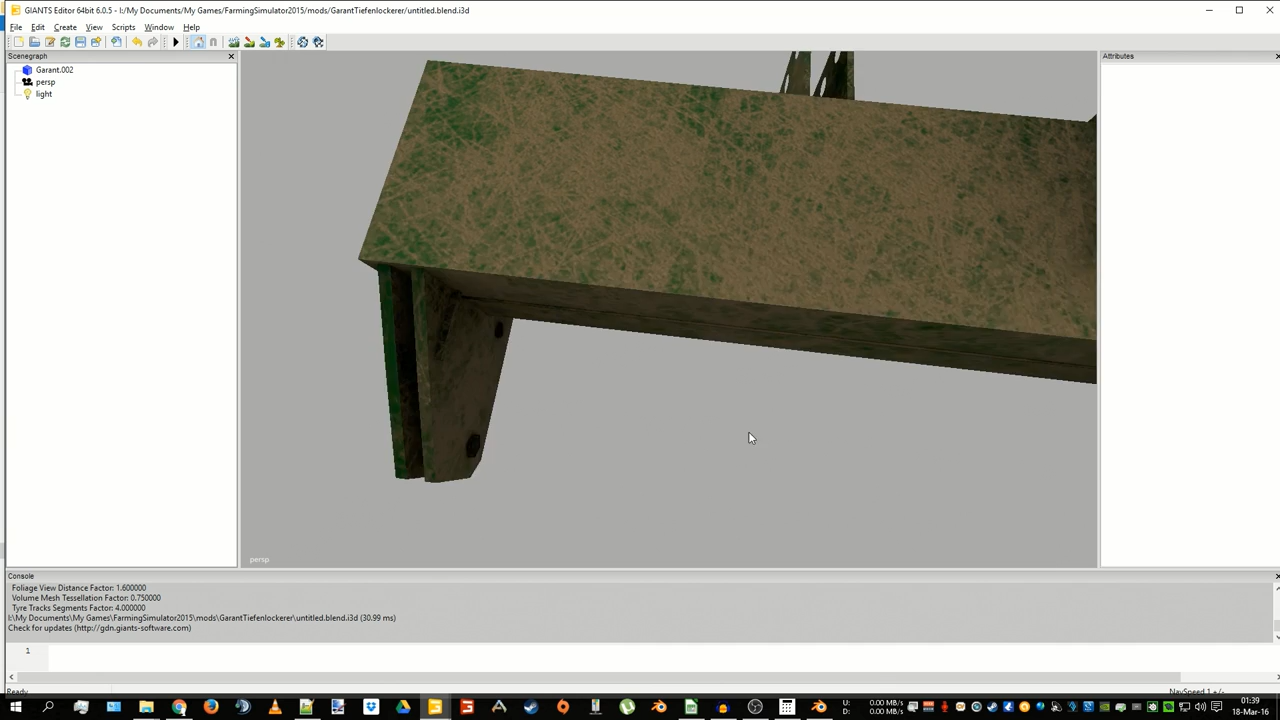 GIANTS Editor 64bit 6.0.5 - I:/My Documents/My Games/FarmingSimulator2015/mods/GarantTiefenlockerer/untitled.blend.i3d
File Edit Create View Scripts Window Help
Scenegraph
Attributes
Garant.002
persp
light
persp
Console
Foliage View Distance Factor: 1.600000
Volume Mesh Tessellation Factor: 0.750000
Tyre Tracks Segments Factor: 4.000000
I:\My Documents\My Games\FarmingSimulator2015\mods\GarantTiefenlockerer\untitled.blend.i3d (30.99 ms)
Check for updates (http://gdn.giants-software.com)
1
Ready
NavSpeed 1 +/-
U: 0.00 MB/s
D: 0.00 MB/s
01:39
18-Mar-16